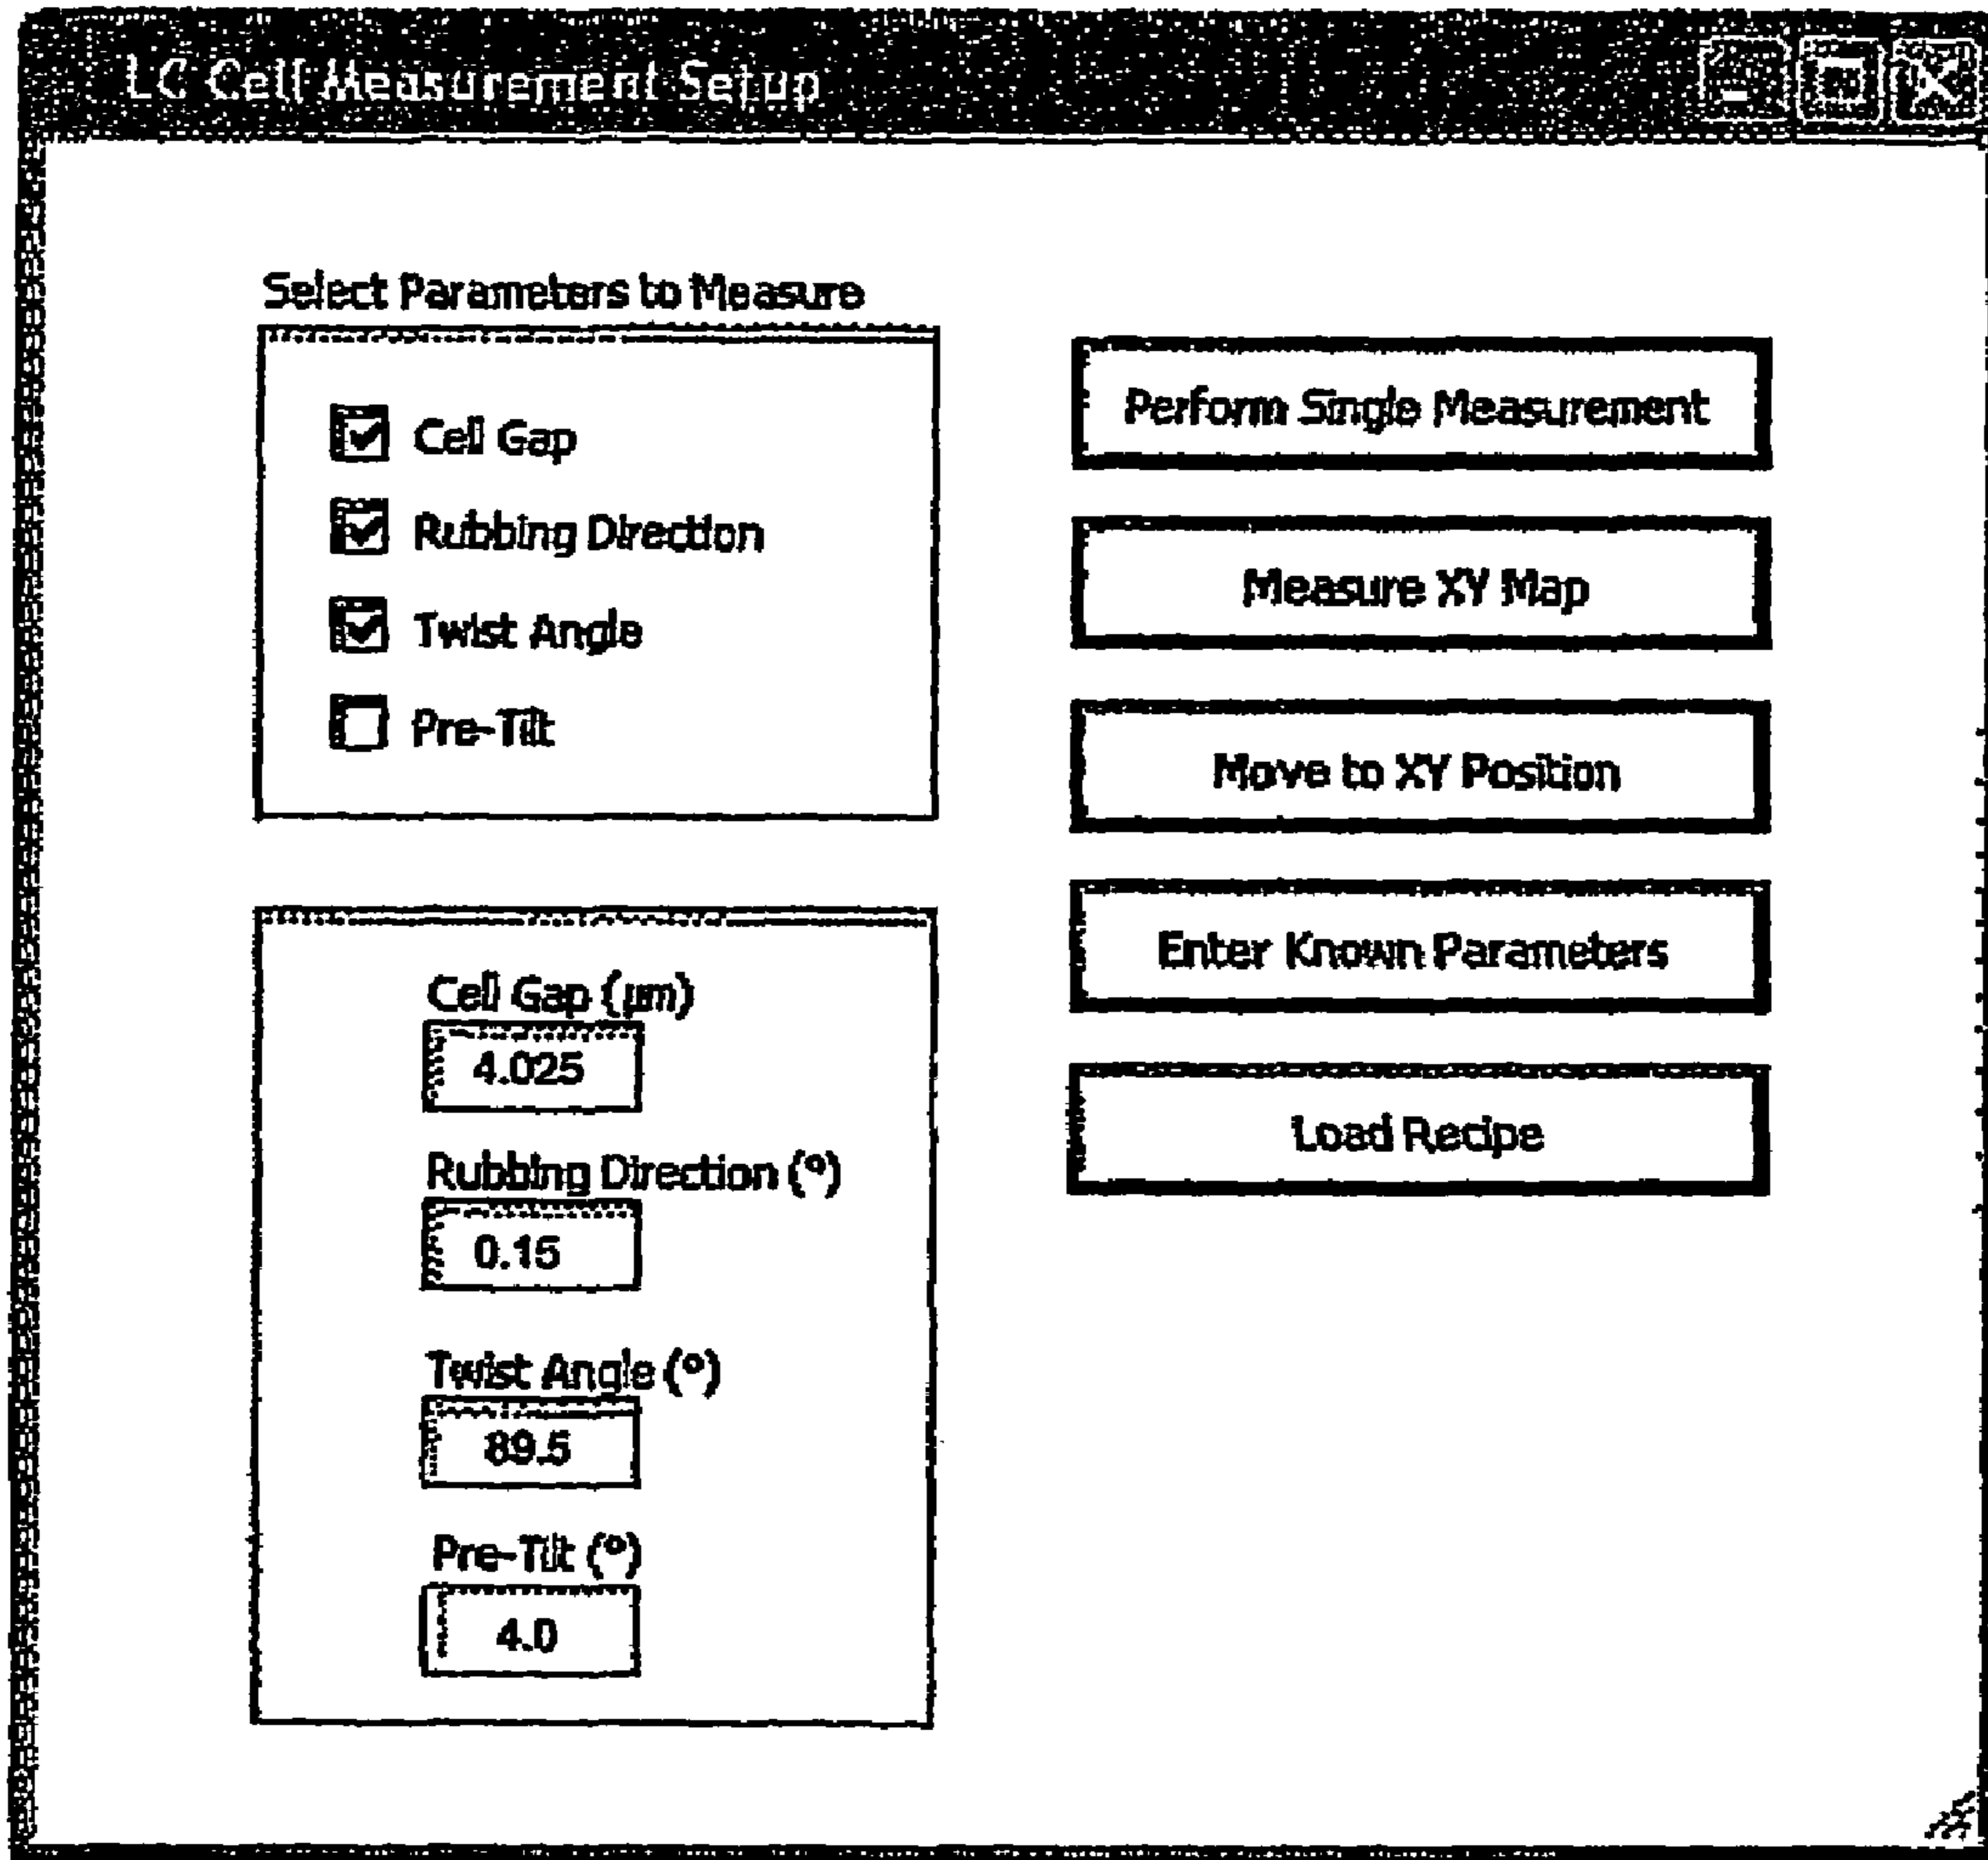 LC Cell Measurement Setup
Select Parameters to Measure
Cell Gap
Rubbing Direction
Twist Angle
Pre-Tilt
Cell Gap (µm)
4.025
Rubbing Direction (°)
0.15
Twist Angle (°)
89.5
Pre-Tilt (°)
4.0
Perform Single Measurement
Measure XY Map
Move to XY Position
Enter Known Parameters
Load Recipe